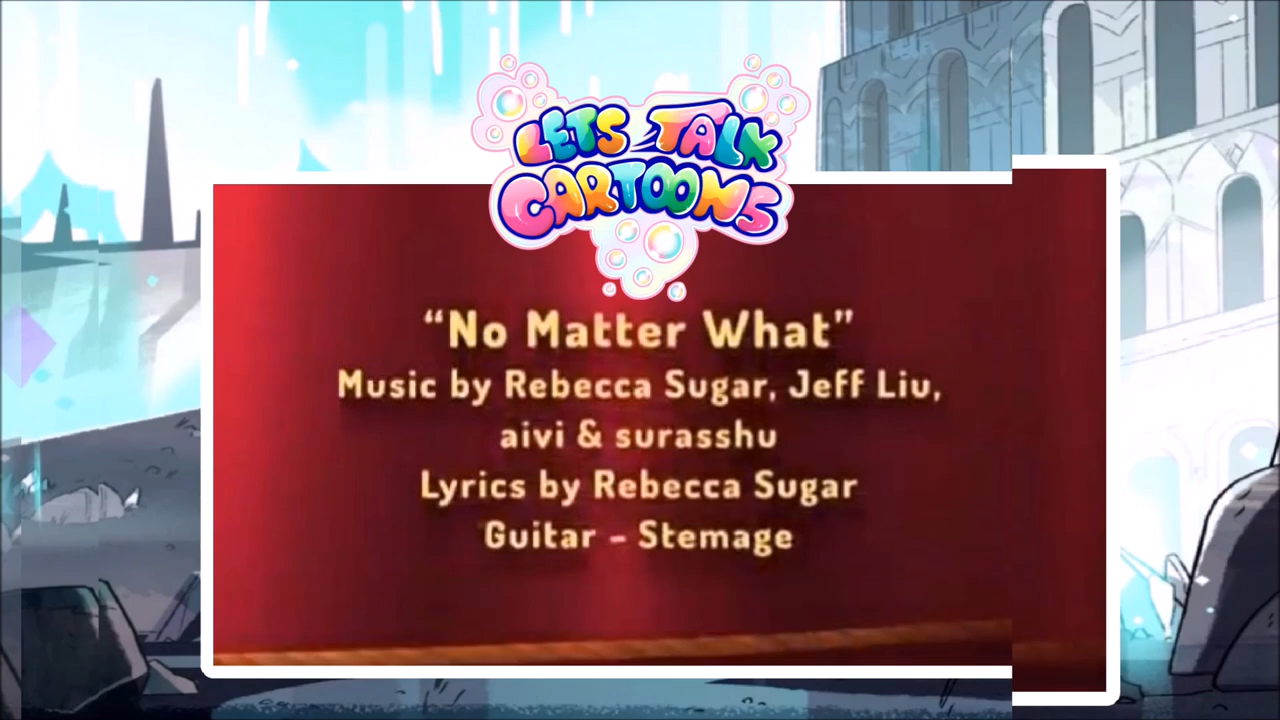 LETS TALK
CARTOONS
“No Matter What”
Music by Rebecca Sugar, Jeff Liu,
aivi & surasshu
Lyrics by Rebecca Sugar
Guitar – Stemage